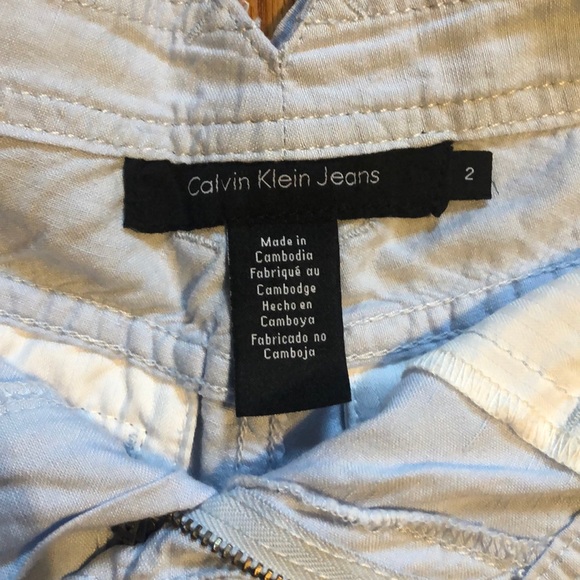 Calvin Klein Jeans
2
Made in
Cambodia
Fabriqué au
Cambodge
Hecho en
Camboya
Fabricado no
Camboja